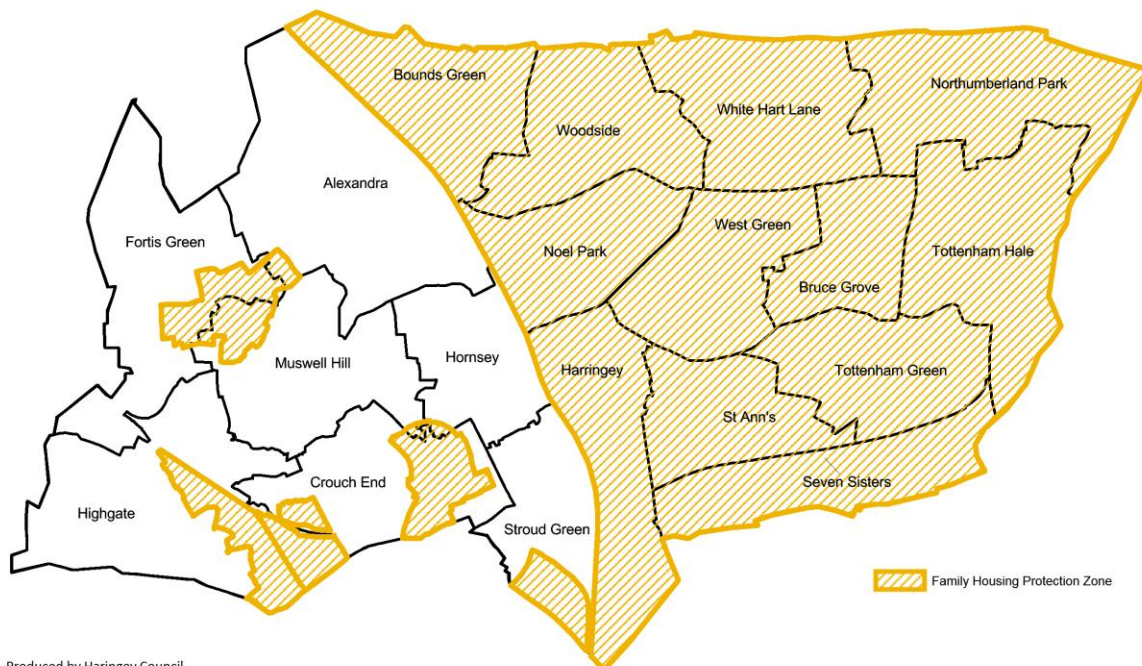 Bounds Green
Northumberland Park
White Hart Lane
Woodside
Alexandra
West Green
Fortis Green
Noel Park
Tottenham Hale
Bruce Grove
Hornsey
Muswell Hill
Harringey
Tottenham Green
St Ann's
Crouch End
Seven Sisters
Highgate
Stroud Green
Family Housing Protection Zone
Produced by Haringey Council